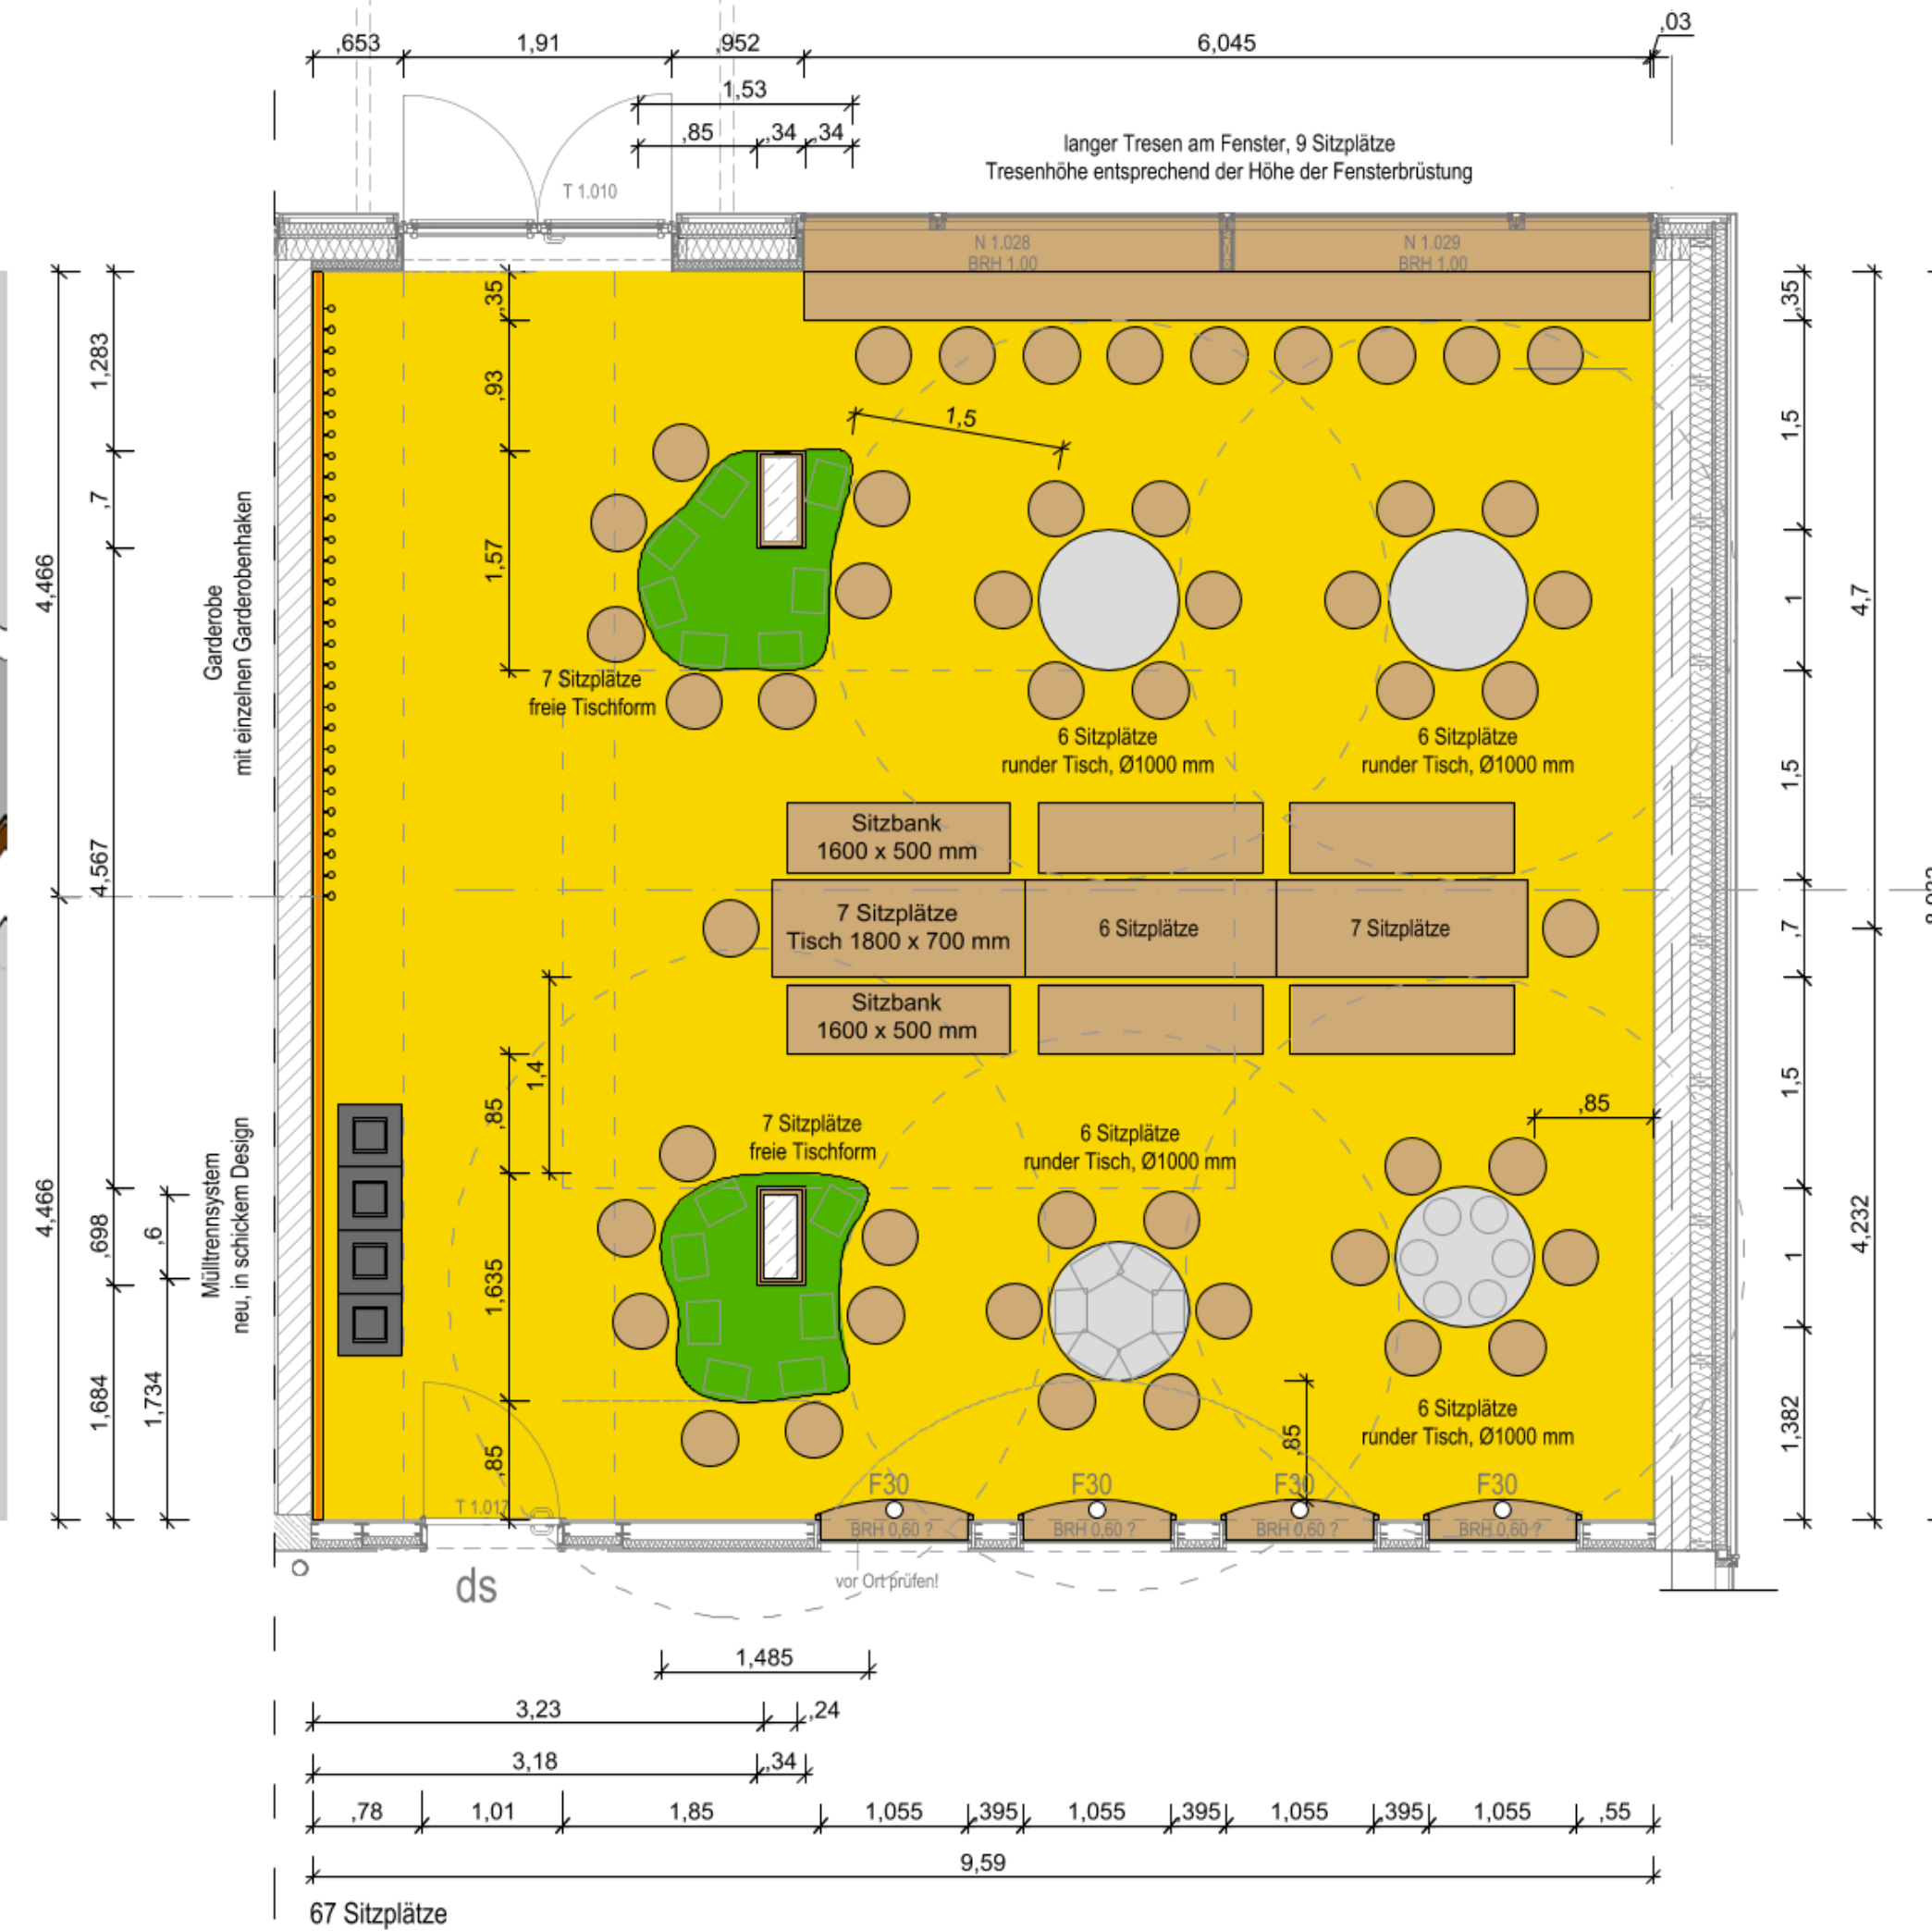 ,03
,653
1,91
,952
6,045
1,53
,85
,34
,34
langer Tresen am Fenster, 9 Sitzplätze
Tresenhöhe entsprechend der Höhe der Fensterbrüstung
T 1.010
N 1.028
BRH 1.00
N 1.029
BRH 1.00
,35
,93
1,57
1,283
,7
4,466
4,567
Garderobe
mit einzelnen Garderobenhaken
1,5
7 Sitzplätze
freie Tischform
6 Sitzplätze
runder Tisch, Ø1000 mm
6 Sitzplätze
runder Tisch, Ø1000 mm
,35
1,5
1
1,5
,7
1,5
1
1,382
4,7
4,232
Sitzbank
1600 x 500 mm
7 Sitzplätze
Tisch 1800 x 700 mm
6 Sitzplätze
7 Sitzplätze
Sitzbank
1600 x 500 mm
1,4
,85
1,635
,85
4,466
,698
,6
1,684
1,734
Mülltrennsystem
neu, in schickem Design
7 Sitzplätze
freie Tischform
6 Sitzplätze
runder Tisch, Ø1000 mm
,85
6 Sitzplätze
runder Tisch, Ø1000 mm
,85
T 1.017
F30
F30
F30
F30
BRH 0,60 ?
BRH 0,60 ?
BRH 0,60 ?
BRH 0,60 ?
ds
vor Ort prüfen!
1,485
3,23
,24
3,18
,34
,78
1,01
1,85
1,055
,395
1,055
,395
1,055
,395
1,055
,55
9,59
67 Sitzplätze